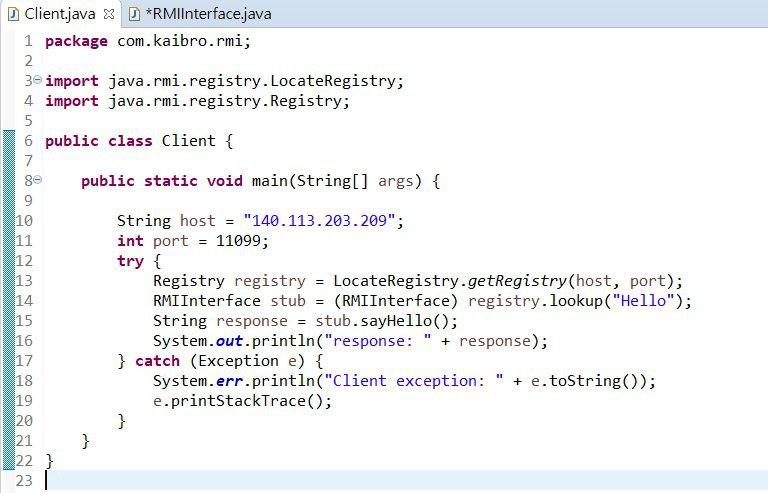 Client.java *RMIInterface.java
1 package com.kaibro.rmi;
2
3 import java.rmi.registry.LocateRegistry;
4 import java.rmi.registry.Registry;
5
6 public class Client {
7
8     public static void main(String[] args) {
9
10         String host = "140.113.203.209";
11         int port = 11099;
12         try {
13             Registry registry = LocateRegistry.getRegistry(host, port);
14             RMIInterface stub = (RMIInterface) registry.lookup("Hello");
15             String response = stub.sayHello();
16             System.out.println("response: " + response);
17         } catch (Exception e) {
18             System.err.println("Client exception: " + e.toString());
19             e.printStackTrace();
20         }
21     }
22 }
23